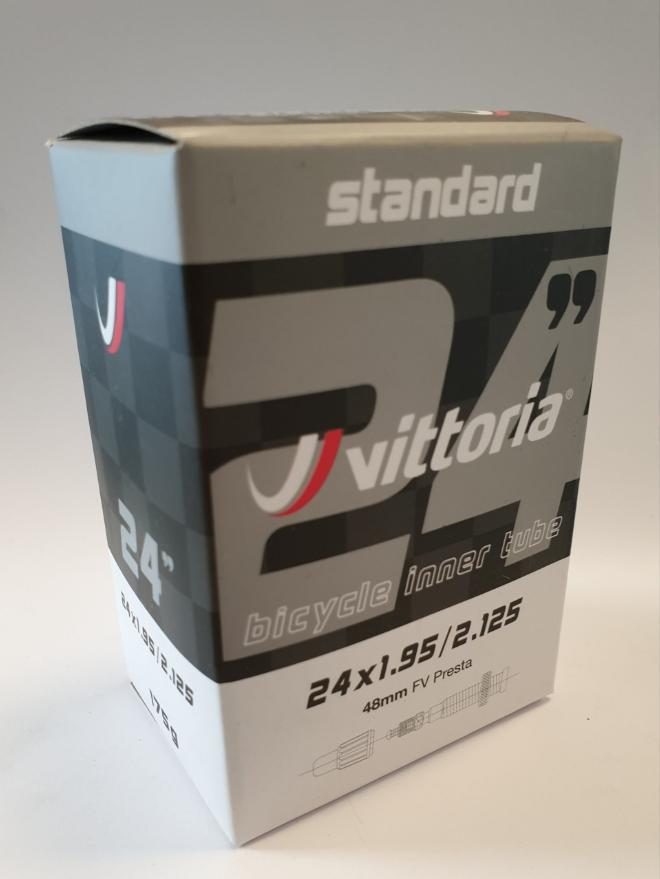 standard
24”
vittoria®
bicycle inner tube
24x1.95/2.125
48mm FV Presta
24”
24x1.95/2.125
175g